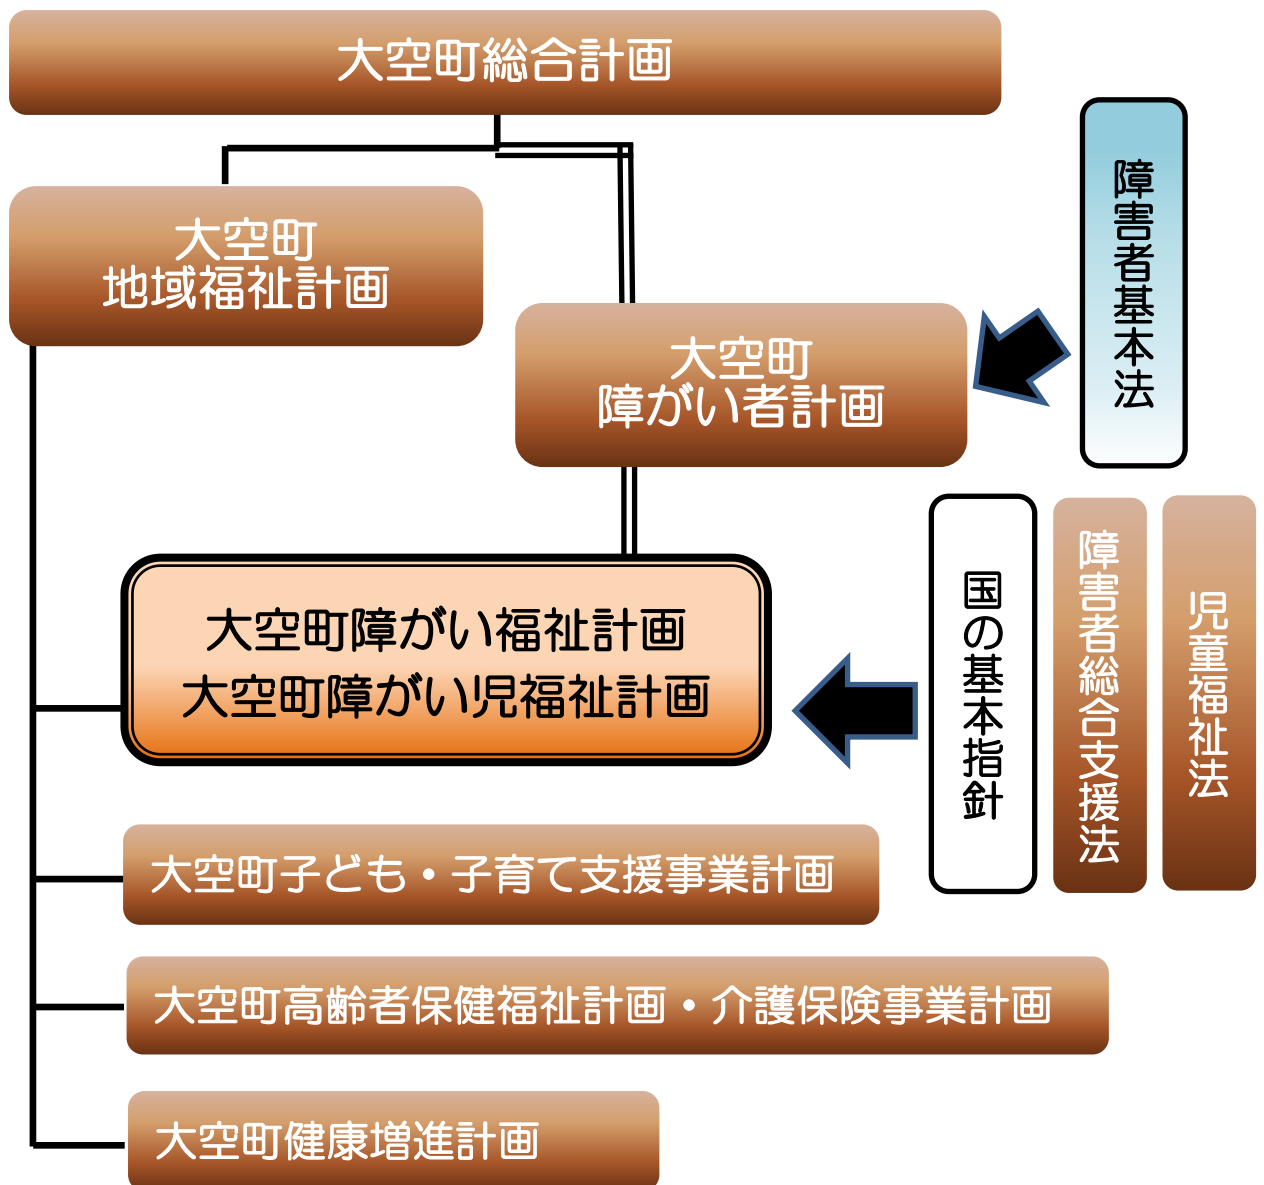 大空町総合計画
大空町
地域福祉計画
大空町
障がい者計画
障害者基本法
大空町障がい福祉計画
大空町障がい児福祉計画
国の基本指針
障害者総合支援法
児童福祉法
大空町子ども・子育て支援事業計画
大空町高齢者保健福祉計画・介護保険事業計画
大空町健康増進計画